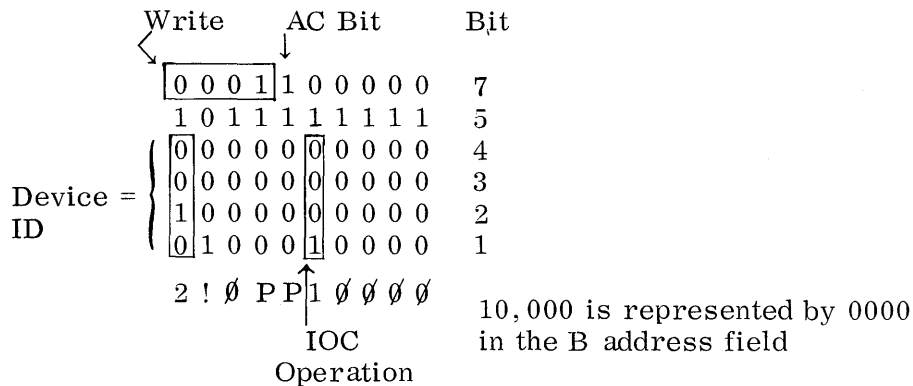 Write AC Bit Bit
0 0 0 1 1 0 0 0 0 0 7
1 0 1 1 1 1 1 1 1 1 5
0 0 0 0 0 0 0 0 0 0 4
0 0 0 0 0 0 0 0 0 0 3
Device = 1 0 0 0 0 0 0 0 0 0 2
ID 0 1 0 0 0 1 0 0 0 0 1
2 ! Ø P P 1 Ø Ø Ø Ø
10,000 is represented by 0000
IOC in the B address field
Operation